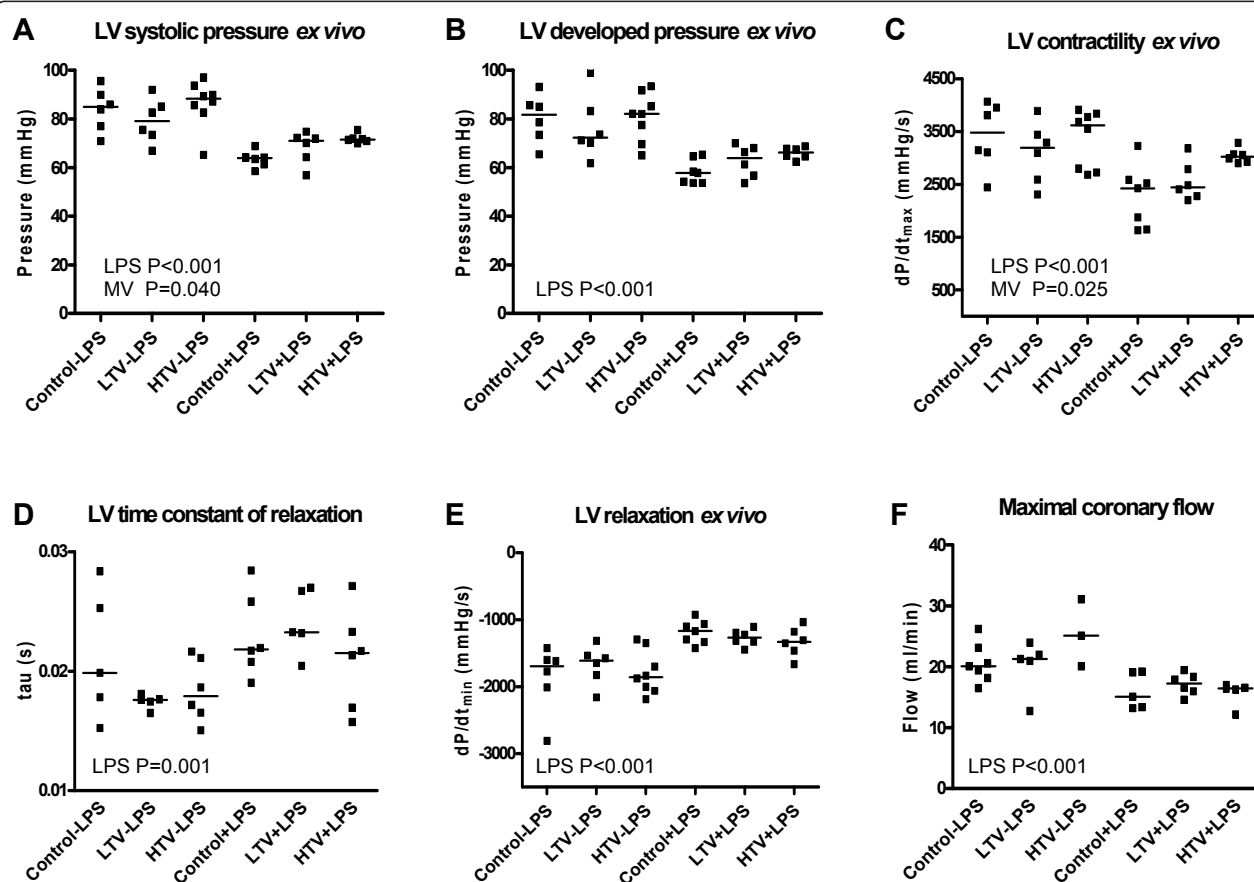 A LV systolic pressure ex vivo
Pressure (mmHg)
100
80
60
40
20
0
LPS P<0.001
MV P=0.040
Control-LPS
LTV-LPS
HTV-LPS
Control+LPS
LTV+LPS
HTV+LPS
B LV developed pressure ex vivo
Pressure (mmHg)
100
80
60
40
20
0
LPS P<0.001
Control-LPS
LTV-LPS
HTV-LPS
Control+LPS
LTV+LPS
HTV+LPS
C LV contractility ex vivo
dP/dtmax (mmHg/s)
4500
3500
2500
1500
500
LPS P<0.001
MV P=0.025
Control-LPS
LTV-LPS
HTV-LPS
Control+LPS
LTV+LPS
HTV+LPS
D LV time constant of relaxation
tau (s)
0.03
0.02
0.01
LPS P=0.001
Control-LPS
LTV-LPS
HTV-LPS
Control+LPS
LTV+LPS
HTV+LPS
E LV relaxation ex vivo
dP/dtmin (mmHg/s)
0
-1000
-2000
-3000
LPS P<0.001
Control-LPS
LTV-LPS
HTV-LPS
Control+LPS
LTV+LPS
HTV+LPS
F Maximal coronary flow
Flow (ml/min)
40
30
20
10
0
LPS P<0.001
Control-LPS
LTV-LPS
HTV-LPS
Control+LPS
LTV+LPS
HTV+LPS